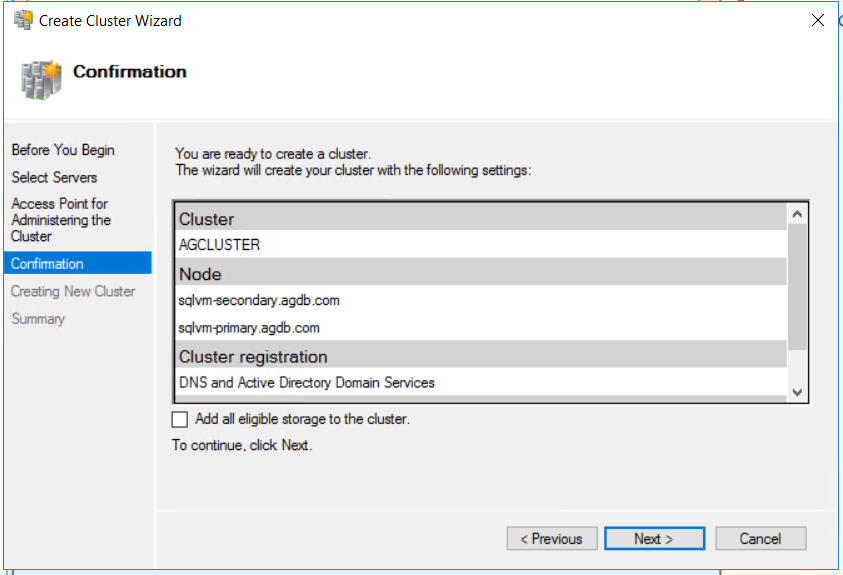 Create Cluster Wizard
Confirmation
Before You Begin
Select Servers
Access Point for
Administering the
Cluster
Confirmation
Creating New Cluster
Summary
You are ready to create a cluster.
The wizard will create your cluster with the following settings:
Cluster
AGCLUSTER
Node
sqlvm-secondary.agdb.com
sqlvm-primary.agdb.com
Cluster registration
DNS and Active Directory Domain Services
Add all eligible storage to the cluster.
To continue, click Next.
< Previous
Next >
Cancel